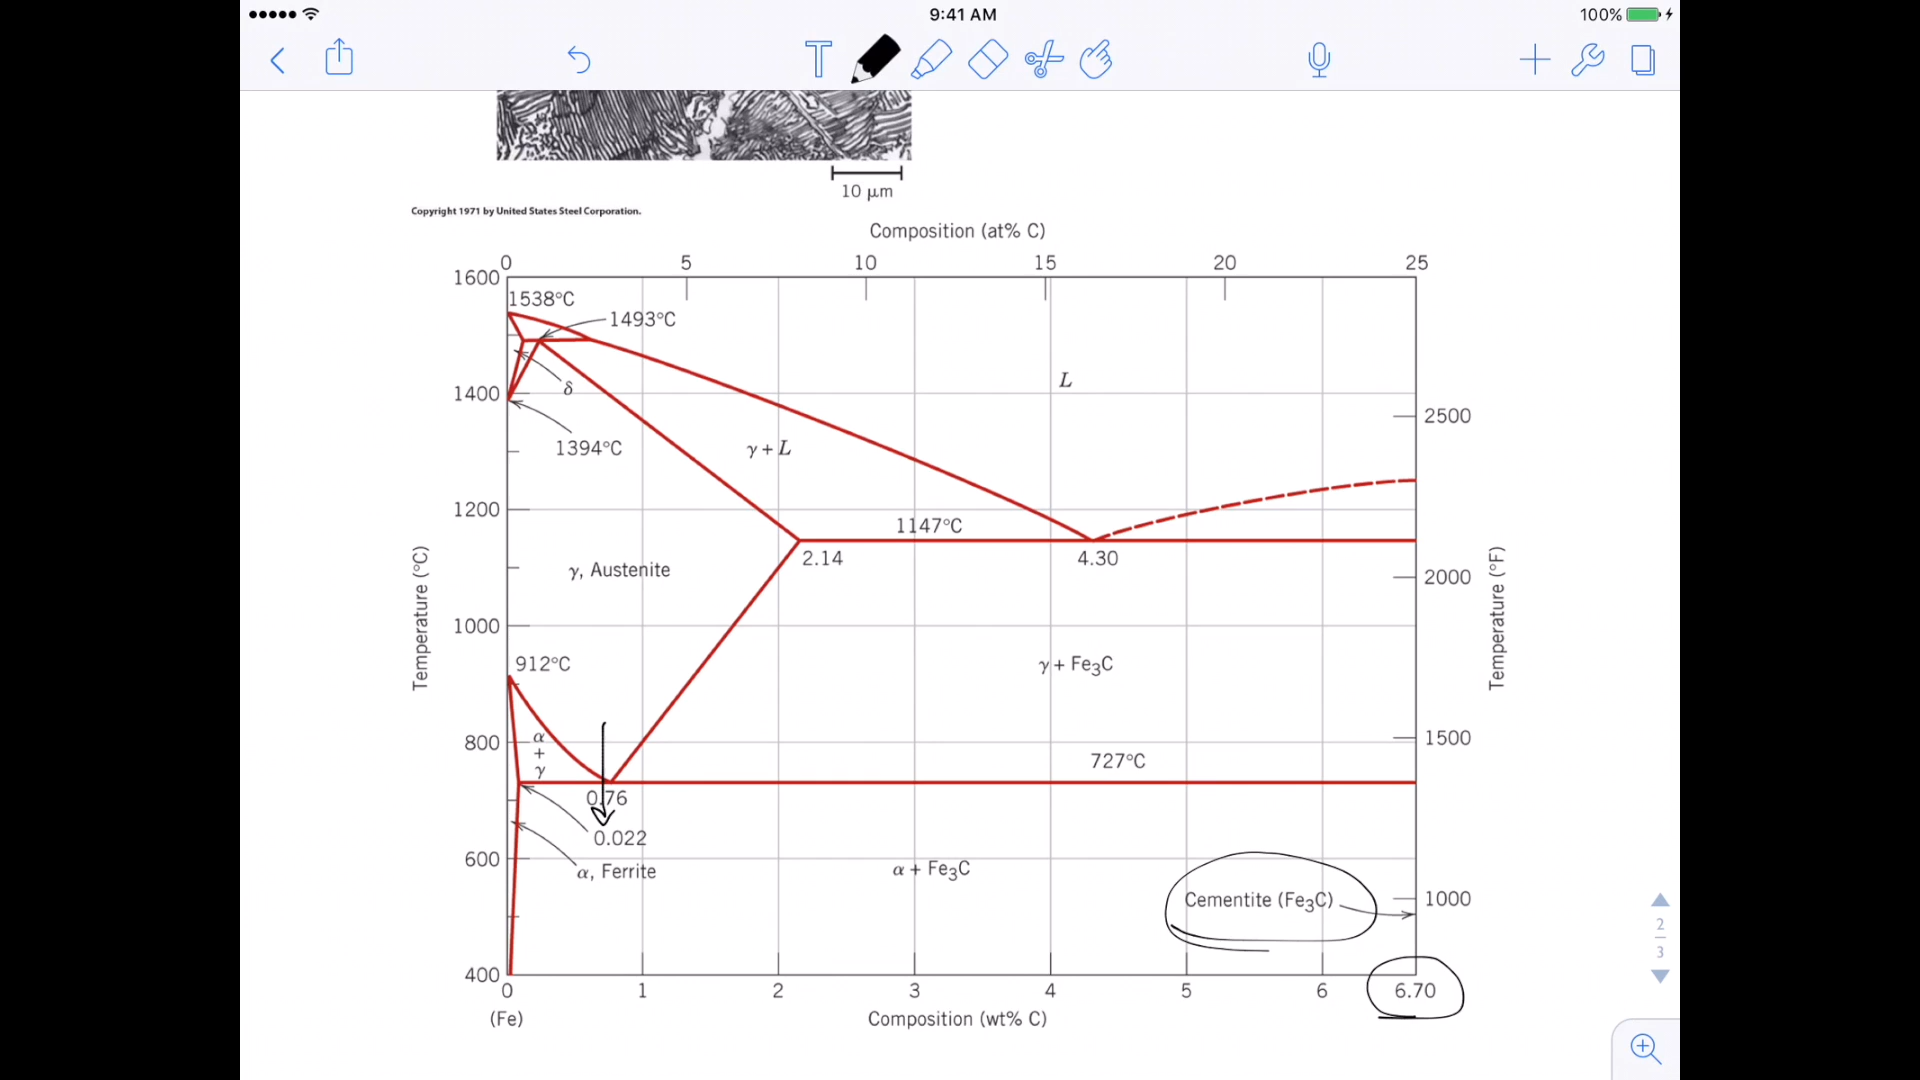 9:41 AM
100%
T
10 μm
Copyright 1971 by United States Steel Corporation.
Composition (at% C)
0 5 10 15 20 25
1600
1538°C
1493°C
L
δ
1400
2500
1394°C
γ + L
1200
1147°C
2.14
4.30
γ, Austenite
2000
Temperature (°C)
Temperature (°F)
1000
912°C
γ + Fe3C
800
α
+
γ
1500
727°C
0.76
0.022
600
α, Ferrite
α + Fe3C
Cementite (Fe3C)
1000
2
3
400
0 1 2 3 4 5 6 6.70
(Fe)
Composition (wt% C)